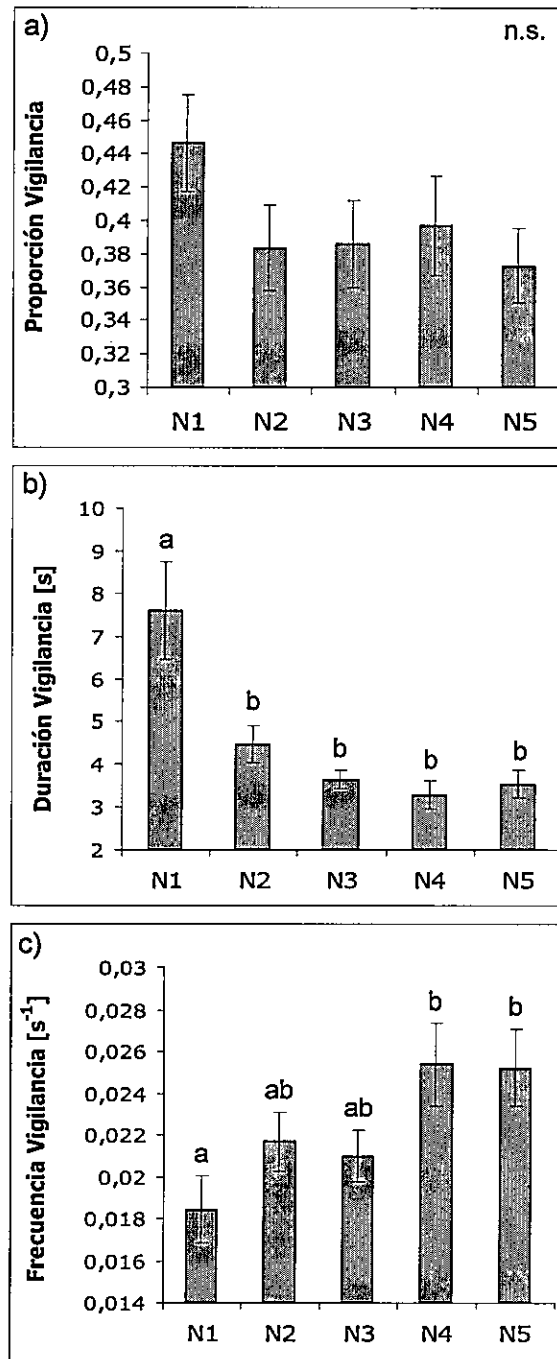 a)
n.s.
Proporción Vigilancia
0,5
0,48
0,46
0,44
0,42
0,4
0,38
0,36
0,34
0,32
0,3
N1 N2 N3 N4 N5
b)
Duración Vigilancia [s]
10
9
8
7
6
5
4
3
2
a
b
b
b
b
N1 N2 N3 N4 N5
c)
Frecuencia Vigilancia [s⁻¹]
0,03
0,028
0,026
0,024
0,022
0,02
0,018
0,016
0,014
a
ab
ab
b
b
N1 N2 N3 N4 N5